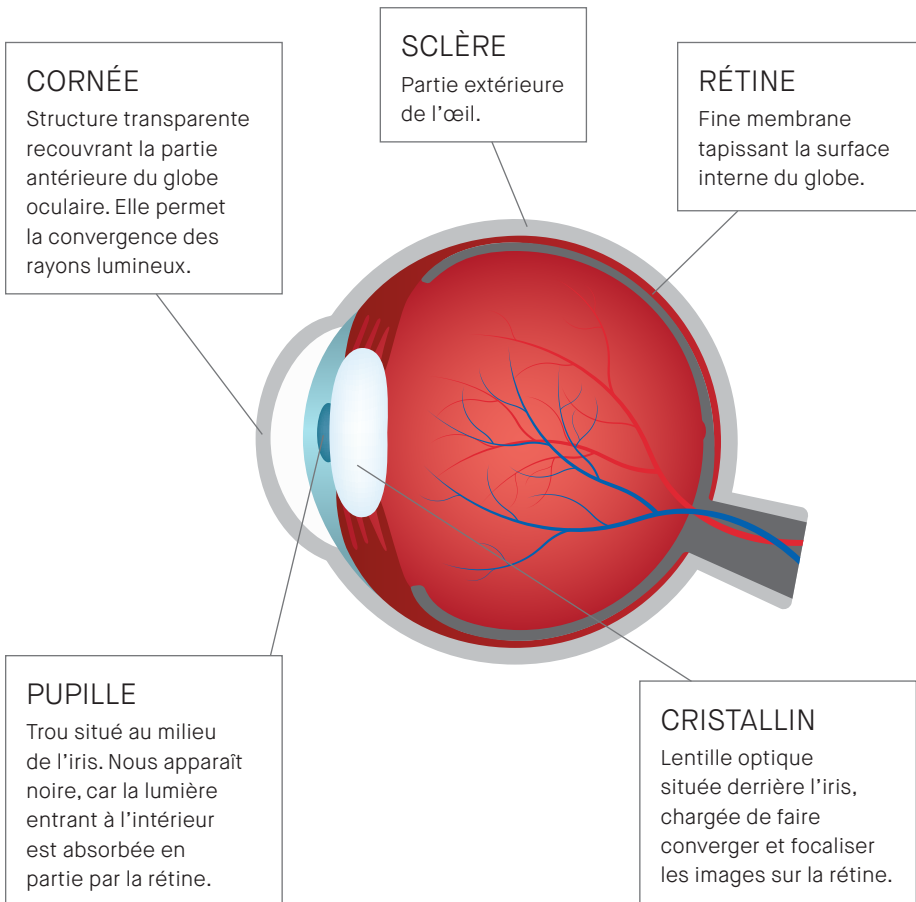 CORNÉE
Structure transparente
recouvrant la partie
antérieure du globe
oculaire. Elle permet
la convergence des
rayons lumineux.
SCLÈRE
Partie extérieure
de l’œil.
RÉTINE
Fine membrane
tapissant la surface
interne du globe.
PUPILLE
Trou situé au milieu
de l’iris. Nous apparaît
noire, car la lumière
entrant à l’intérieur
est absorbée en
partie par la rétine.
CRISTALLIN
Lentille optique
située derrière l’iris,
chargée de faire
converger et focaliser
les images sur la rétine.